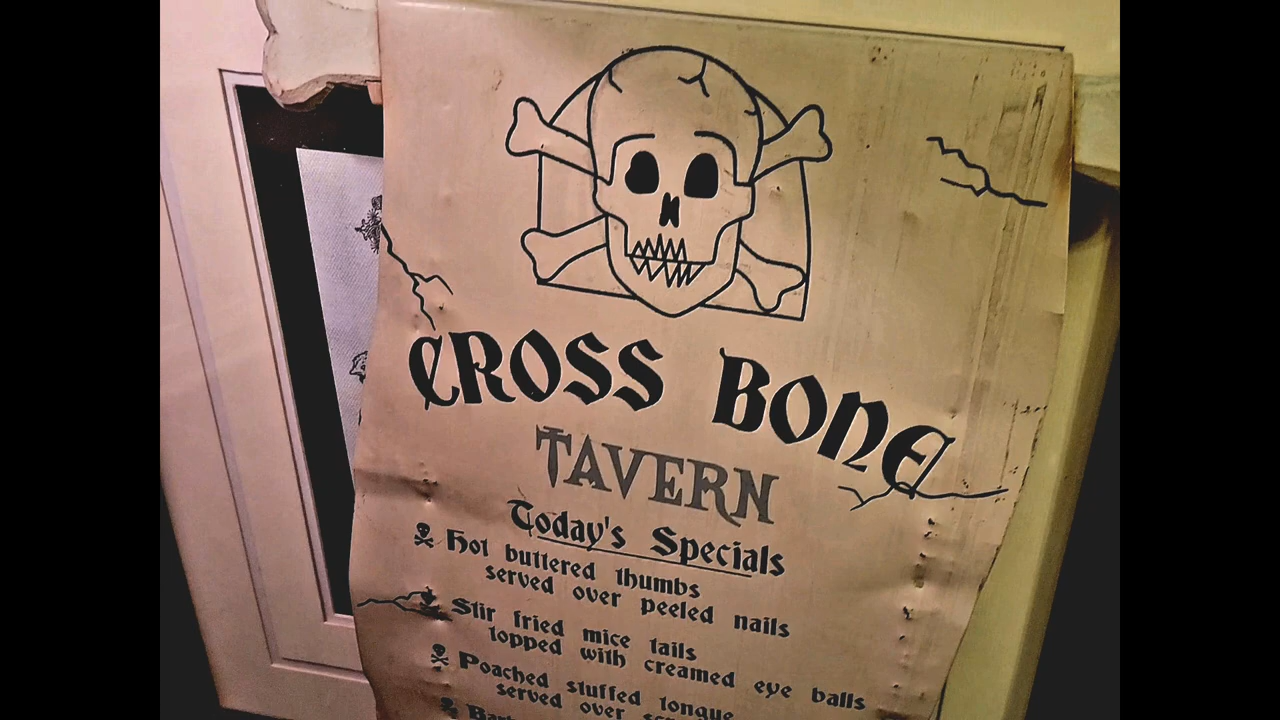 CROSS BONE
TAVERN
Today's Specials
Hot buttered thumbs
served over peeled nails
Stir fried mice tails
topped with creamed eye balls
Poached stuffed tongue
served over